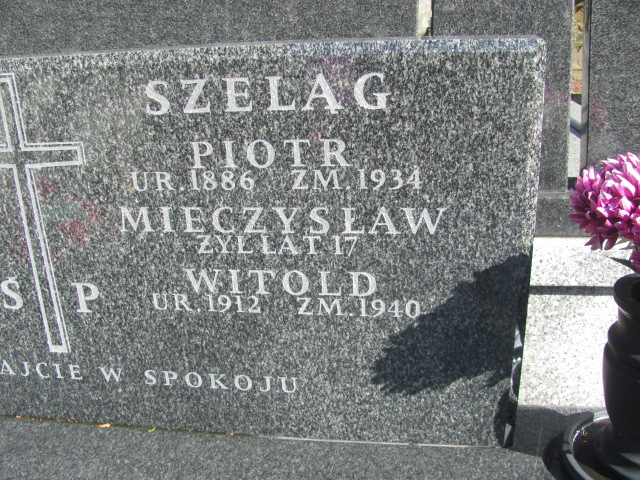 SZELĄG
PIOTR
UR.1886 ZM.1934
MIECZYSŁAW
ŻYŁ LAT 17
WITOLD
UR.1912 ZM.1940
S P
AJCIE W SPOKOJU